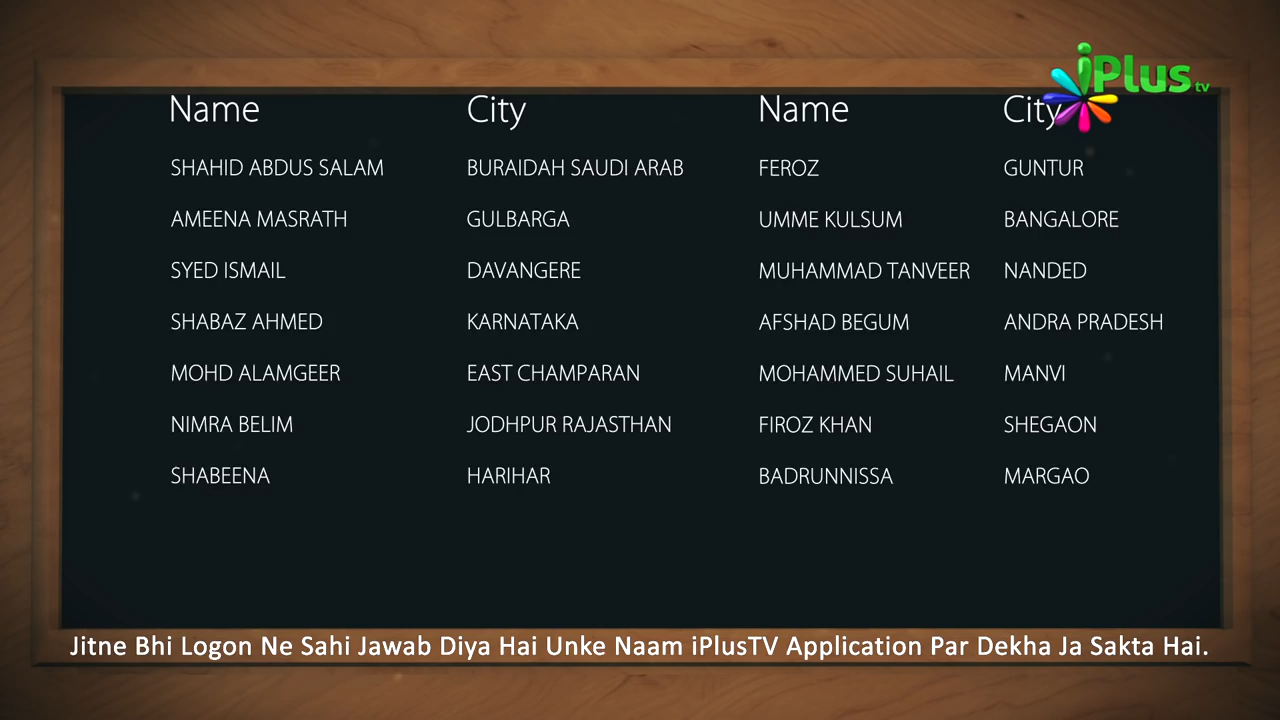 iPlus tv
Name City Name City
SHAHID ABDUS SALAM BURAIDAH SAUDI ARAB FEROZ GUNTUR
AMEENA MASRATH GULBARGA UMME KULSUM BANGALORE
SYED ISMAIL DAVANGERE MUHAMMAD TANVEER NANDED
SHABAZ AHMED KARNATAKA AFSHAD BEGUM ANDRA PRADESH
MOHD ALAMGEER EAST CHAMPARAN MOHAMMED SUHAIL MANVI
NIMRA BELIM JODHPUR RAJASTHAN FIROZ KHAN SHEGAON
SHABEENA HARIHAR BADRUNNISSA MARGAO
Jitne Bhi Logon Ne Sahi Jawab Diya Hai Unke Naam iPlusTV Application Par Dekha Ja Sakta Hai.